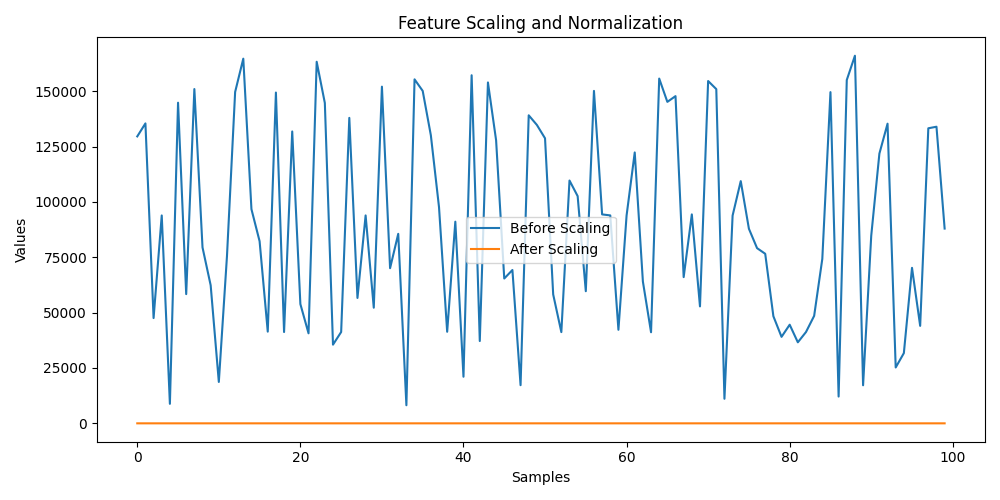 Feature Scaling and Normalization
Values
150000
125000
100000
75000
50000
25000
0
Before Scaling
After Scaling
0 20 40 60 80 100
Samples